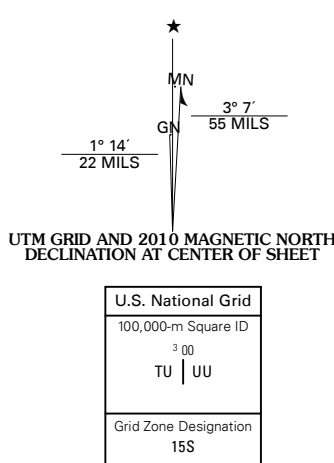 ★
MN
3° 7´
55 MILS
GN
1° 14´
22 MILS
UTM GRID AND 2010 MAGNETIC NORTH
DECLINATION AT CENTER OF SHEET
U.S. National Grid
100,000-m Square ID
3 00
TU UU
Grid Zone Designation
15S